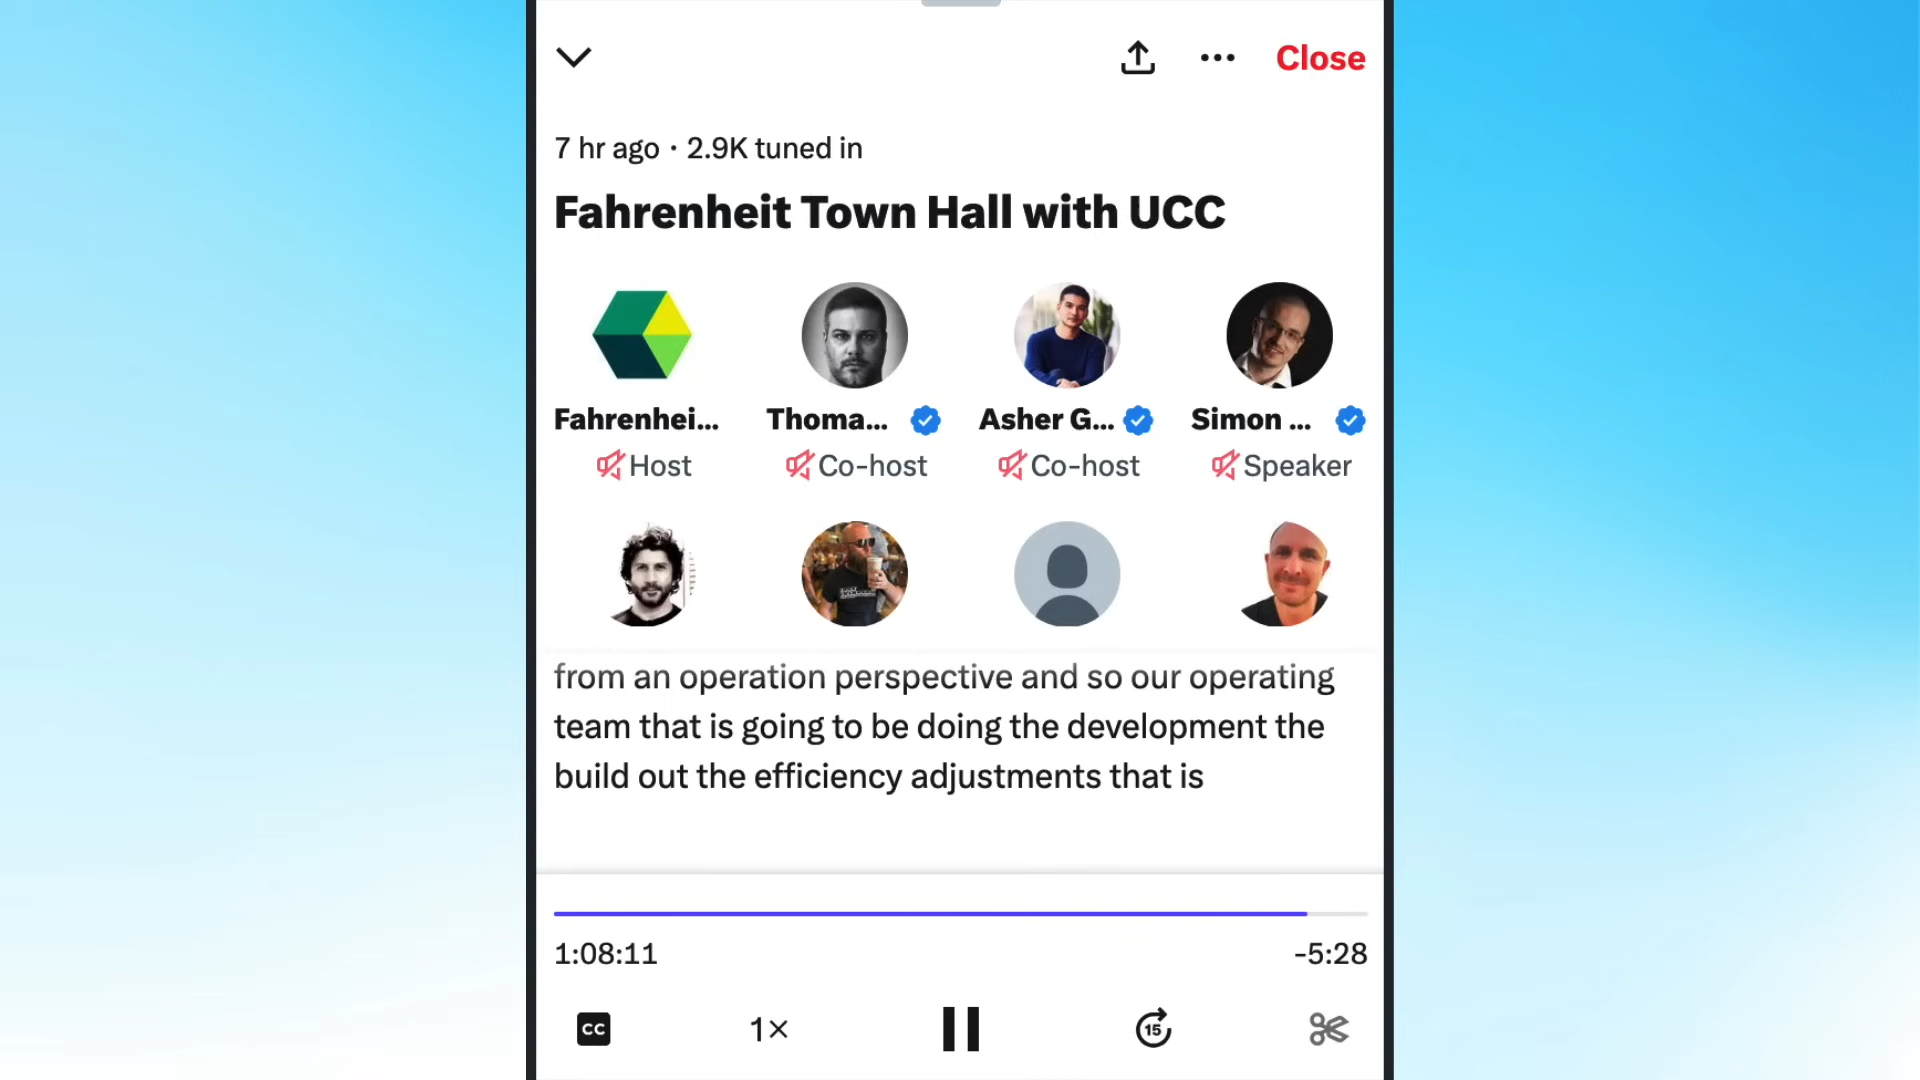 Close
7 hr ago · 2.9K tuned in
Fahrenheit Town Hall with UCC
Fahrenhei... Thoma... Asher G... Simon ...
Host Co-host Co-host Speaker
from an operation perspective and so our operating
team that is going to be doing the development the
build out the efficiency adjustments that is
1:08:11 -5:28
CC 1× 15